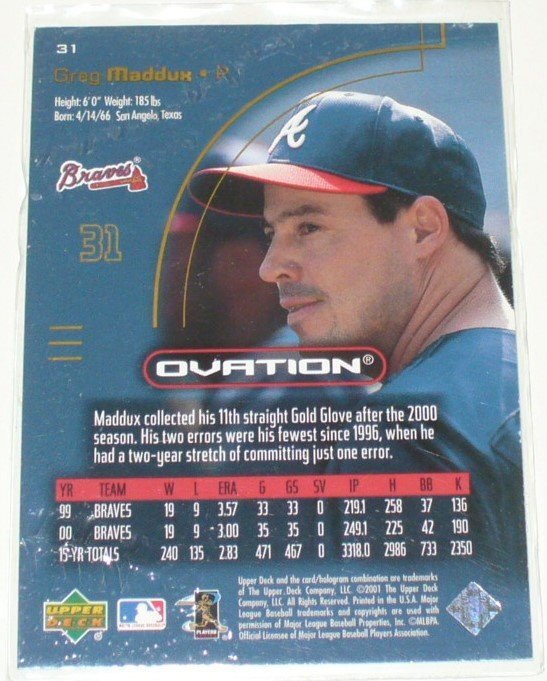 31
Greg Maddux • P
Height: 6'0" Weight: 185 lbs
Born: 4/14/66 San Angelo, Texas
Braves®
31
OVATION®
Maddux collected his 11th straight Gold Glove after the 2000
season. His two errors were his fewest since 1996, when he
had a two-year stretch of committing just one error.
YR TEAM W L ERA G GS SV IP H BB K
99 BRAVES 19 9 3.57 33 33 0 219.1 258 37 136
00 BRAVES 19 9 3.00 35 35 0 249.1 225 42 190
15-YR-TOTALS 240 135 2.83 471 467 0 3318.0 2986 733 2350
Upper Deck and the card/hologram combination are trademarks
of The Upper Deck Company, LLC. ©2001 The Upper Deck
Company, LLC. All Rights Reserved. Printed in the U.S.A. Major
League Baseball trademarks and copyrights are used with
permission of Major League Baseball Properties, Inc. ©MLBPA.
Official Licensee of Major League Baseball Players Association.
UPPER
DECK
PLAYERS